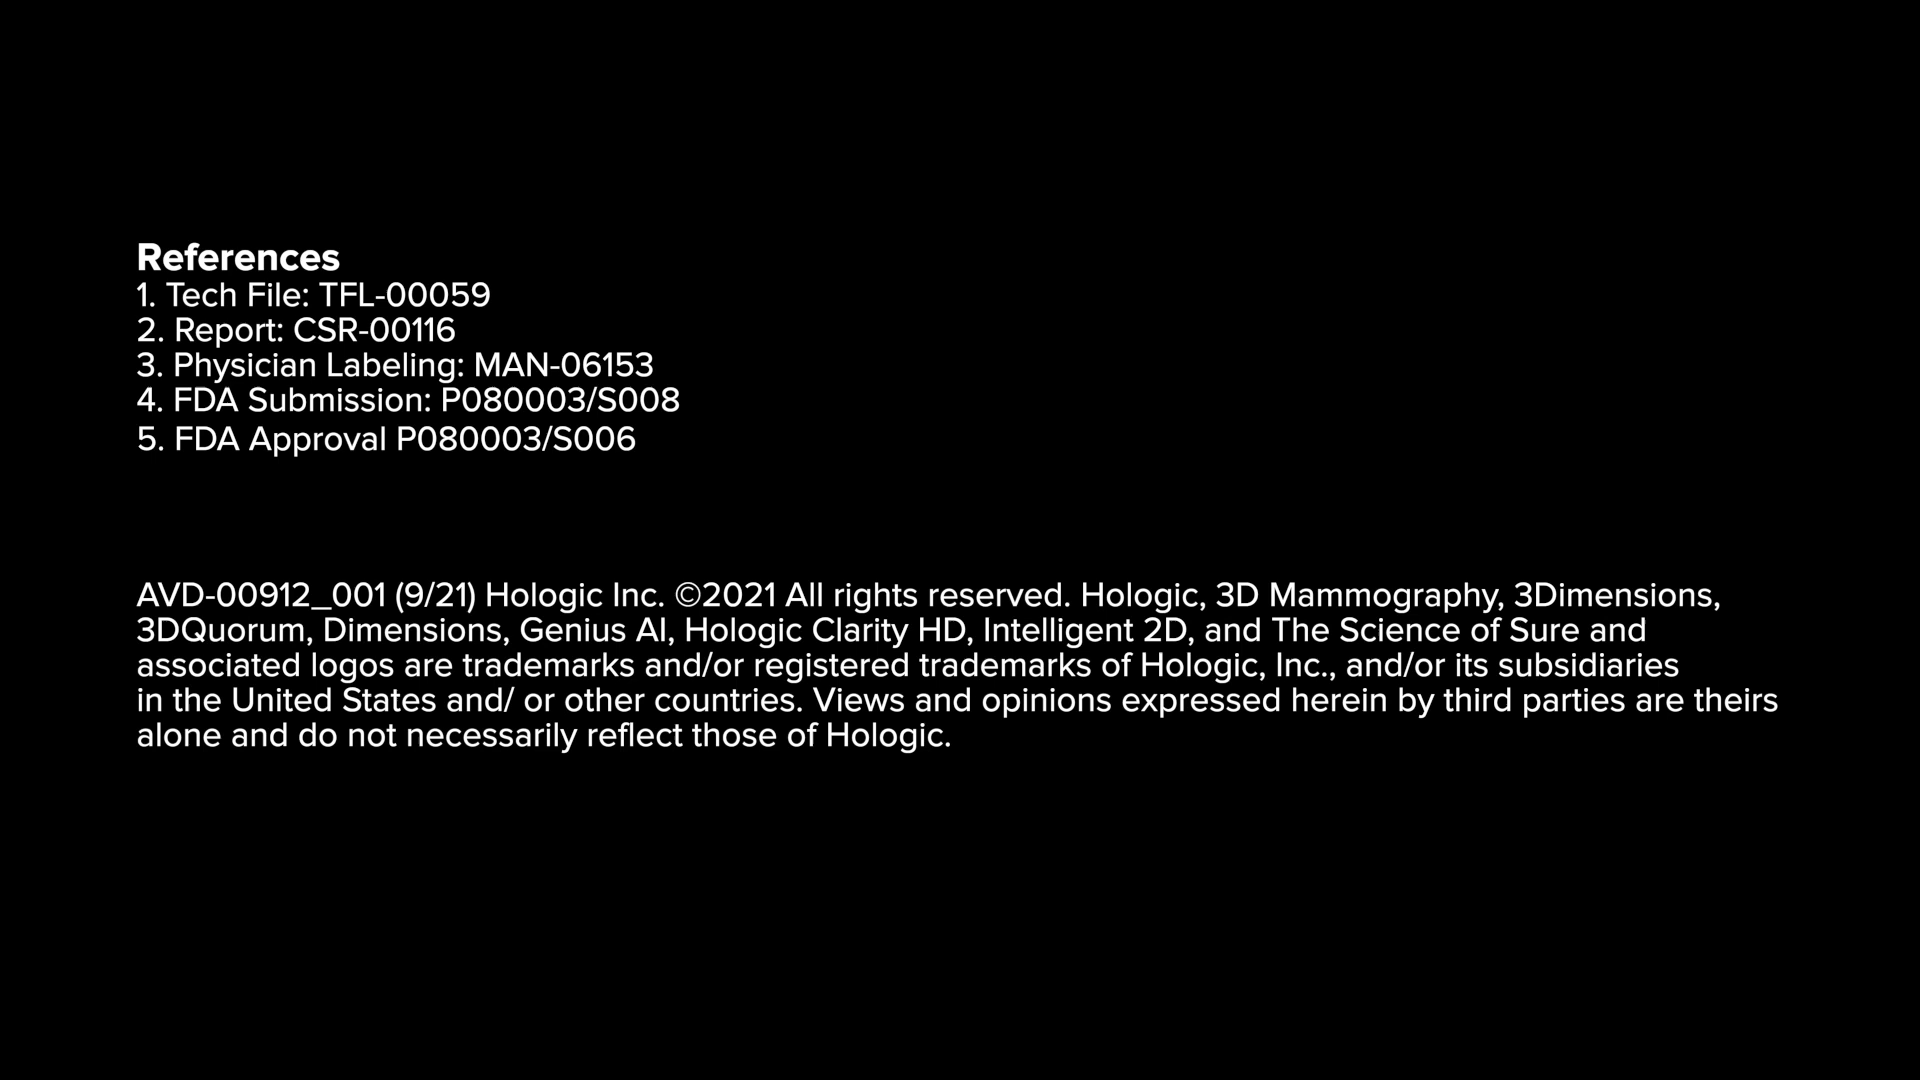 References
1. Tech File: TFL-00059
2. Report: CSR-00116
3. Physician Labeling: MAN-06153
4. FDA Submission: P080003/S008
5. FDA Approval P080003/S006
AVD-00912_001 (9/21) Hologic Inc. ©2021 All rights reserved. Hologic, 3D Mammography, 3Dimensions,
3DQuorum, Dimensions, Genius AI, Hologic Clarity HD, Intelligent 2D, and The Science of Sure and
associated logos are trademarks and/or registered trademarks of Hologic, Inc., and/or its subsidiaries
in the United States and/ or other countries. Views and opinions expressed herein by third parties are theirs
alone and do not necessarily reflect those of Hologic.